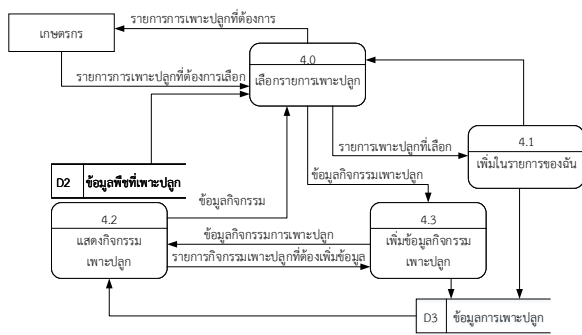 รายการการเพาะปลูกที่ต้องการ
เกษตรกร
4.0
เลือกรายการเพาะปลูก
รายการการเพาะปลูกที่ต้องการเลือก
รายการเพาะปลูกที่เลือก
4.1
เพิ่มในรายการของฉัน
ข้อมูลกิจกรรมเพาะปลูก
D2 ข้อมูลพืชที่เพาะปลูก
ข้อมูลกิจกรรม
4.2
แสดงกิจกรรม
เพาะปลูก
ข้อมูลกิจกรรมการเพาะปลูก
รายการกิจกรรมเพาะปลูกที่ต้องเพิ่มข้อมูล
4.3
เพิ่มข้อมูลกิจกรรม
เพาะปลูก
D3 ข้อมูลการเพาะปลูก